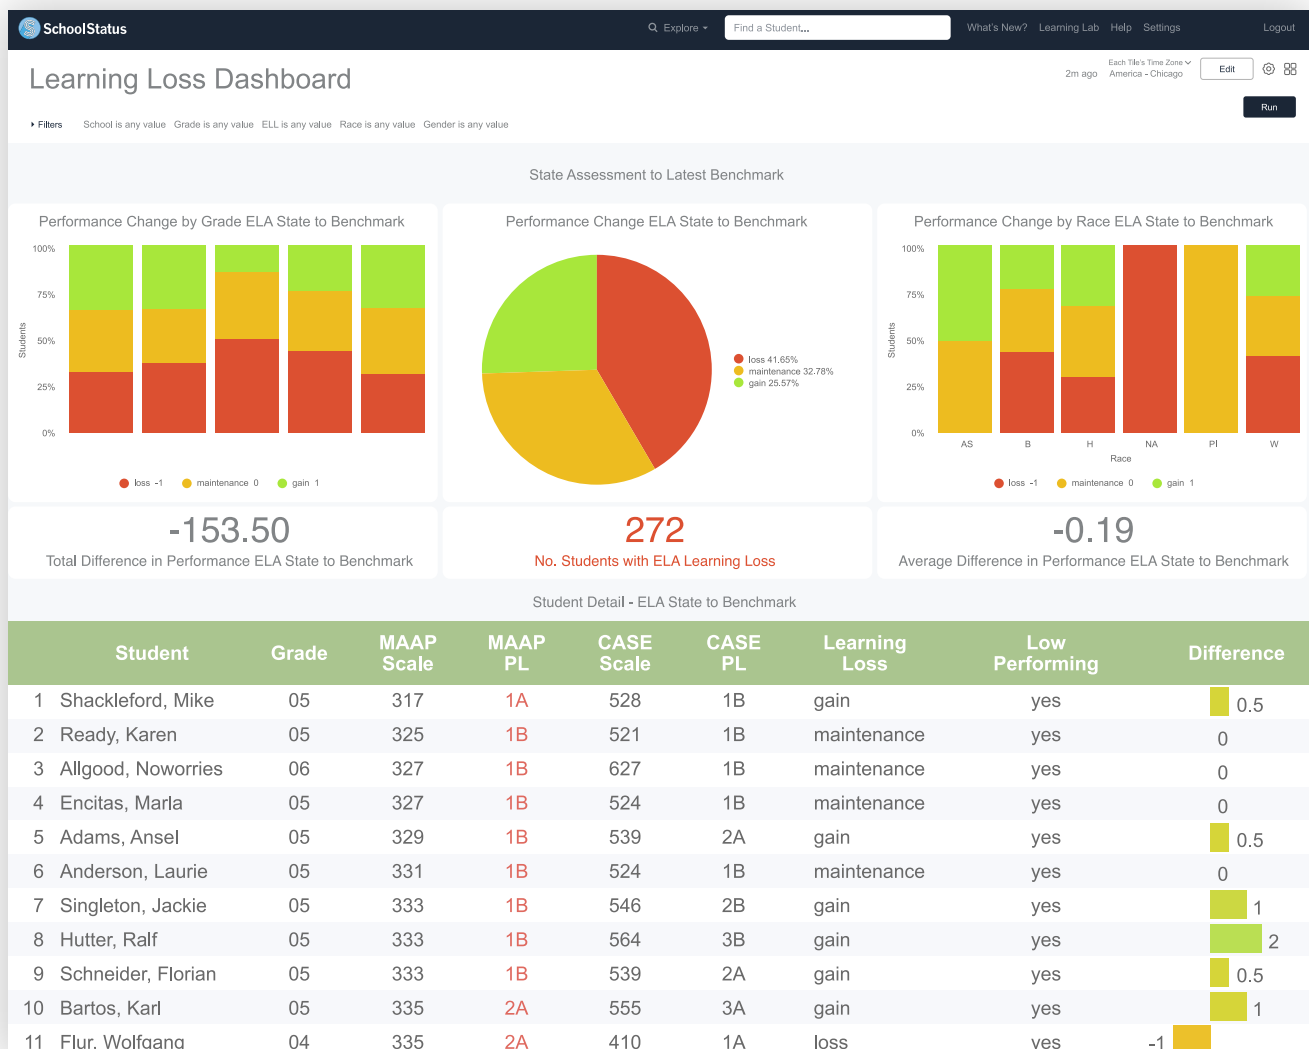 SchoolStatus
Explore
Find a Student...
What's New? Learning Lab Help Settings
Logout
Learning Loss Dashboard
2m ago
Each Tile's Time Zone
America - Chicago
Edit
Run
Filters
School is any value Grade is any value ELL is any value Race is any value Gender is any value
State Assessment to Latest Benchmark
Performance Change by Grade ELA State to Benchmark
100%
75%
50%
25%
0%
Students
loss -1 maintenance 0 gain 1
Performance Change ELA State to Benchmark
loss 41.65%
maintenance 32.78%
gain 25.57%
Performance Change by Race ELA State to Benchmark
100%
75%
50%
25%
0%
Students
AS B H NA PI W
Race
loss -1 maintenance 0 gain 1
-153.50
Total Difference in Performance ELA State to Benchmark
272
No. Students with ELA Learning Loss
-0.19
Average Difference in Performance ELA State to Benchmark
Student Detail - ELA State to Benchmark
Student Grade MAAP Scale MAAP PL CASE Scale CASE PL Learning Loss Low Performing Difference
1 Shackleford, Mike 05 317 1A 528 1B gain yes 0.5
2 Ready, Karen 05 325 1B 521 1B maintenance yes 0
3 Allgood, Noworries 06 327 1B 627 1B maintenance yes 0
4 Encitas, Marla 05 327 1B 524 1B maintenance yes 0
5 Adams, Ansel 05 329 1B 539 2A gain yes 0.5
6 Anderson, Laurie 05 331 1B 524 1B maintenance yes 0
7 Singleton, Jackie 05 333 1B 546 2B gain yes 1
8 Hutter, Ralf 05 333 1B 564 3B gain yes 2
9 Schneider, Florian 05 333 1B 539 2A gain yes 0.5
10 Bartos, Karl 05 335 2A 555 3A gain yes 1
11 Flur, Wolfgang 04 335 2A 410 1A loss yes -1